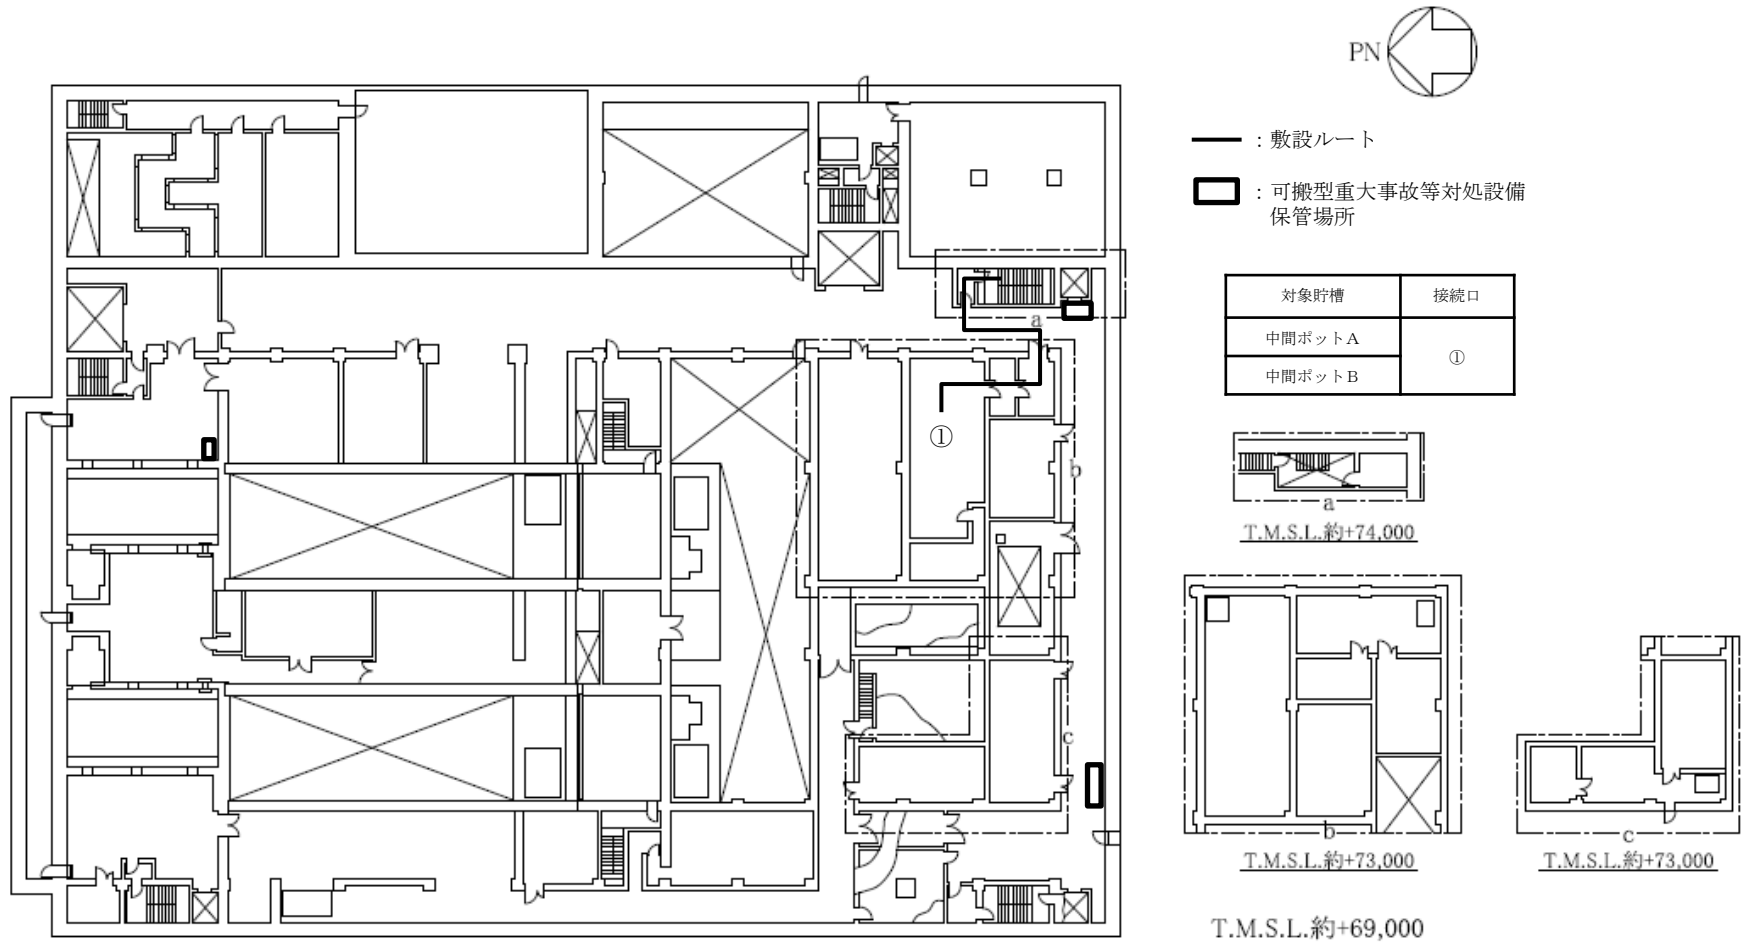 PN
：敷設ルート
：可搬型重大事故等対処設備
保管場所
対象貯槽 接続口
中間ポットA
①
中間ポットB
a
①
b
c
a
T.M.S.L.約+74,000
b
T.M.S.L.約+73,000
c
T.M.S.L.約+73,000
T.M.S.L.約+69,000